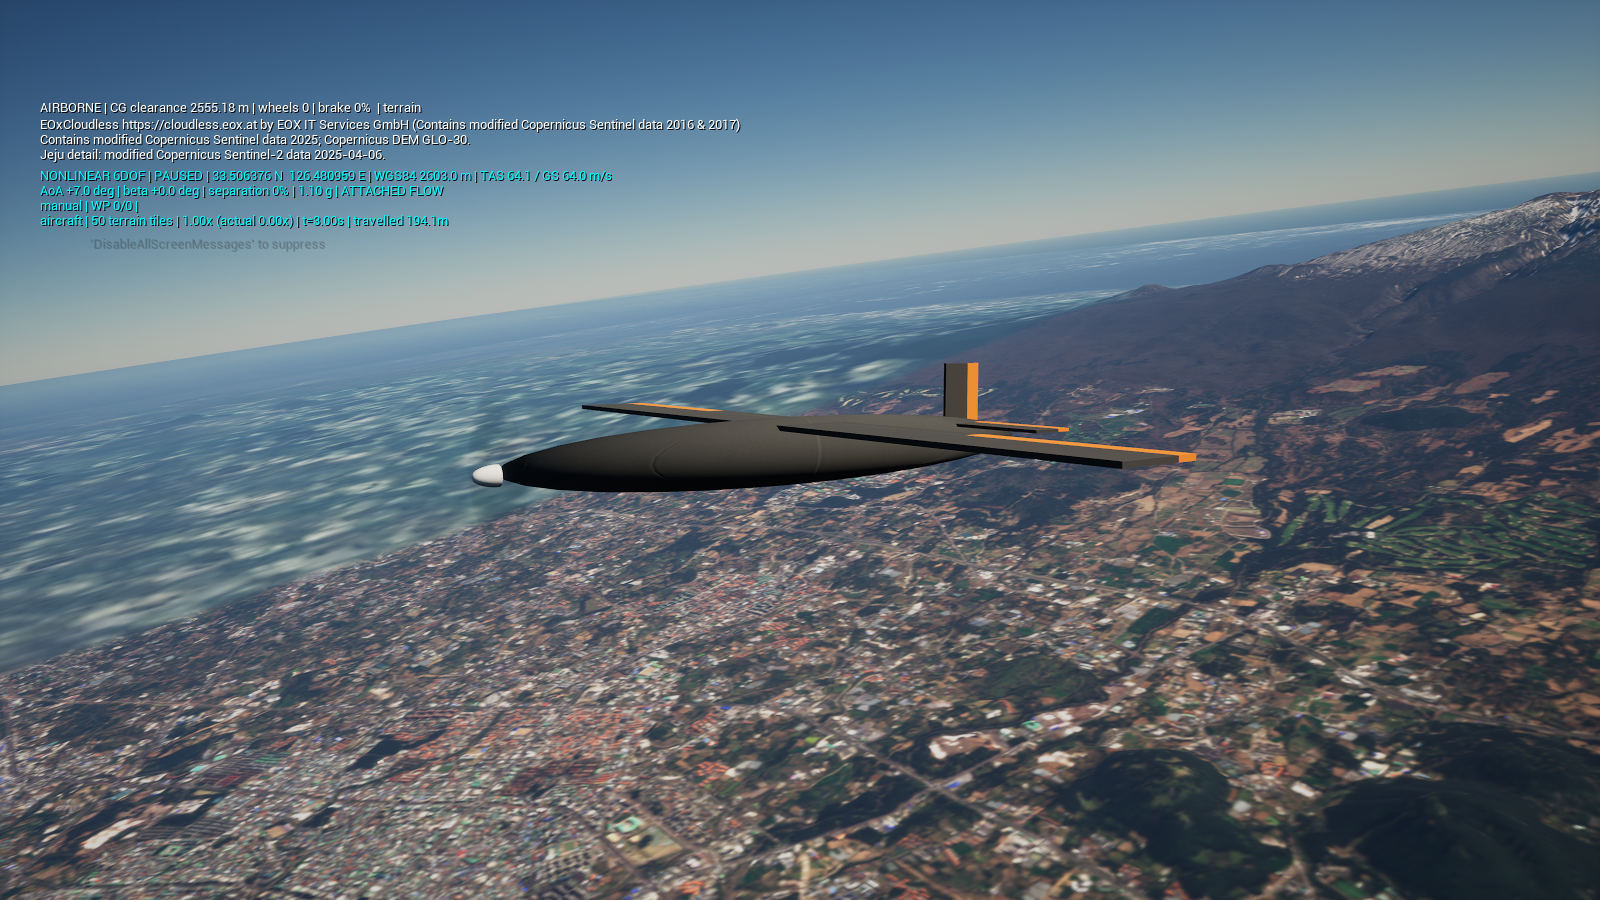 AIRBORNE | CG clearance 2555.18 m | wheels 0 | brake 0% | terrain
EOxCloudless https://cloudless.eox.at by EOX IT Services GmbH (Contains modified Copernicus Sentinel data 2016 & 2017)
Contains modified Copernicus Sentinel data 2025; Copernicus DEM GLO-30.
Jeju detail: modified Copernicus Sentinel-2 data 2025-04-06.
NONLINEAR 6DOF | PAUSED | 33.506376 N 126.480959 E | WGS84 2603.0 m | TAS 64.1 / GS 64.0 m/s
AoA +7.0 deg | beta +0.0 deg | separation 0% | 1.10 g | ATTACHED FLOW
manual | WP 0/0 |
aircraft | 50 terrain tiles | 1.00x (actual 0.00x) | t=3.00s | travelled 194.1m
'DisableAllScreenMessages' to suppress